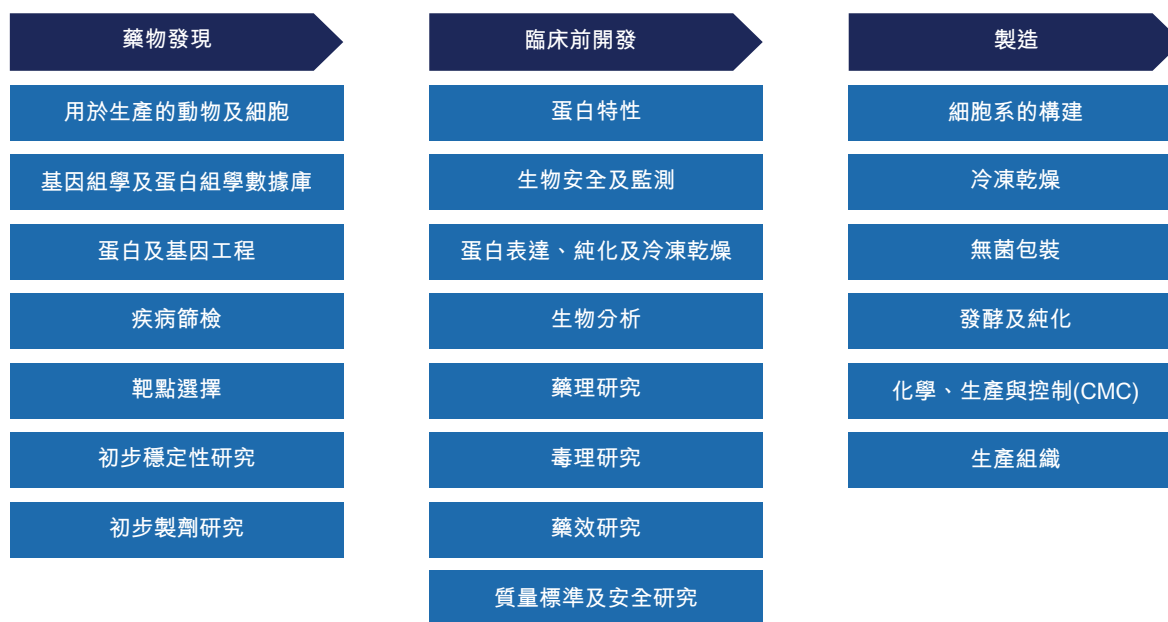 藥物發現
用於生產的動物及細胞
基因組學及蛋白組學數據庫
蛋白及基因工程
疾病篩檢
靶點選擇
初步穩定性研究
初步製劑研究
臨床前開發
蛋白特性
生物安全及監測
蛋白表達、純化及冷凍乾燥
生物分析
藥理研究
毒理研究
藥效研究
質量標準及安全研究
製造
細胞系的構建
冷凍乾燥
無菌包裝
發酵及純化
化學、生產與控制(CMC)
生產組織